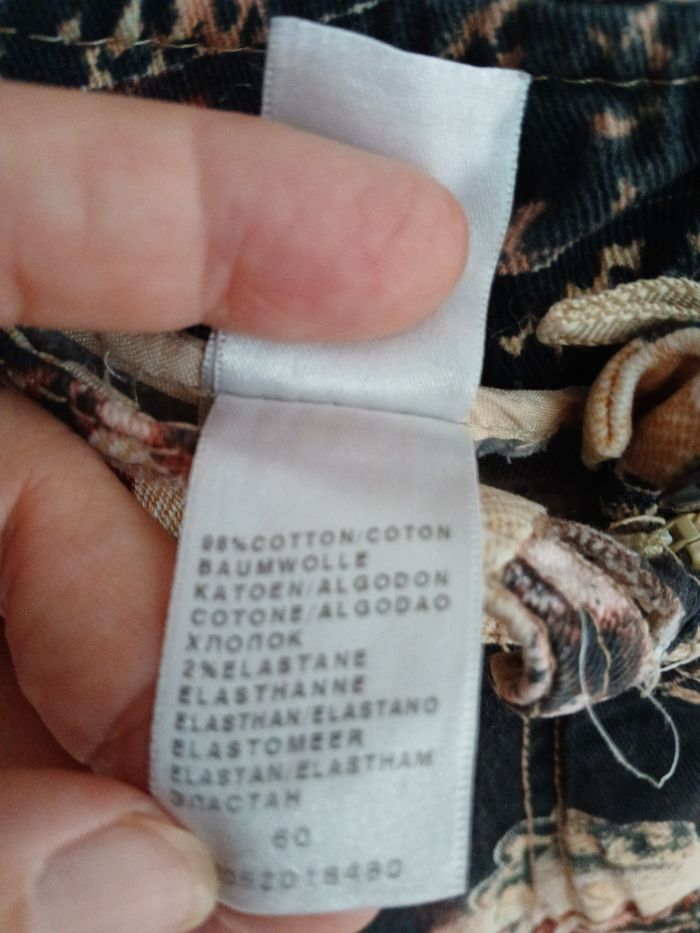 98%COTTON/COTON
BAUMWOLLE
KATOEN/ALGODON
COTONE/ALGODAO
ХЛОПОК
2%ELASTANE
ELASTHANNE
ELASTHAN/ELASTANO
ELASTOMEER
ELASTAN/ELASTHAM
ЭЛАСТАН
60